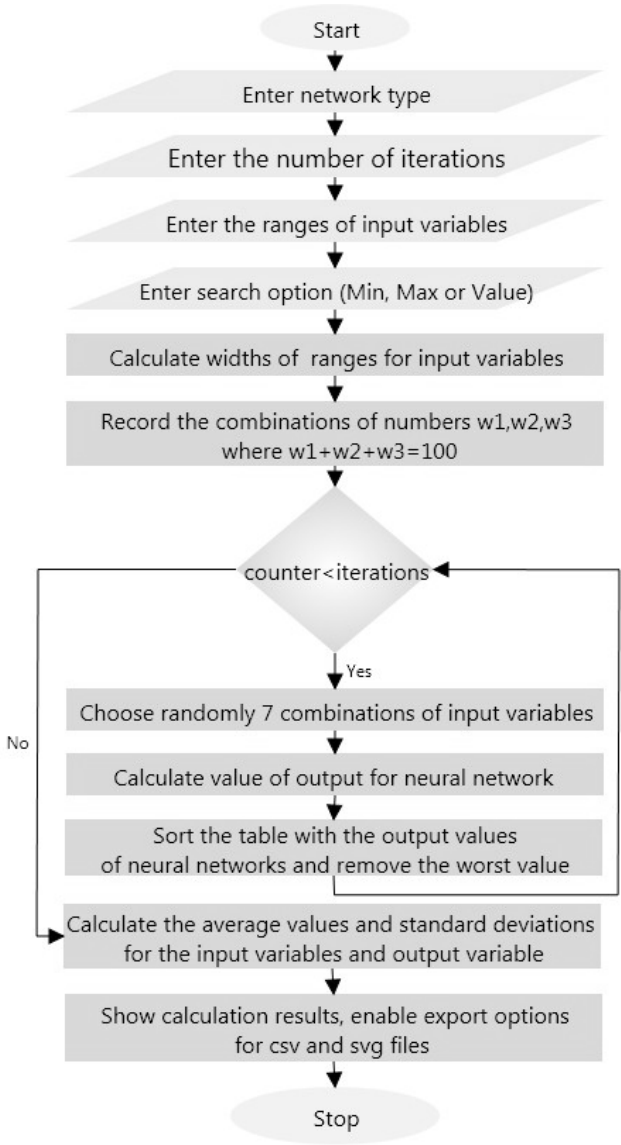 Start
Enter network type
Enter the number of iterations
Enter the ranges of input variables
Enter search option (Min, Max or Value)
Calculate widths of ranges for input variables
Record the combinations of numbers w1,w2,w3
where w1+w2+w3=100
counter<iterations
Yes
No
Choose randomly 7 combinations of input variables
Calculate value of output for neural network
Sort the table with the output values
of neural networks and remove the worst value
Calculate the average values and standard deviations
for the input variables and output variable
Show calculation results, enable export options
for csv and svg files
Stop